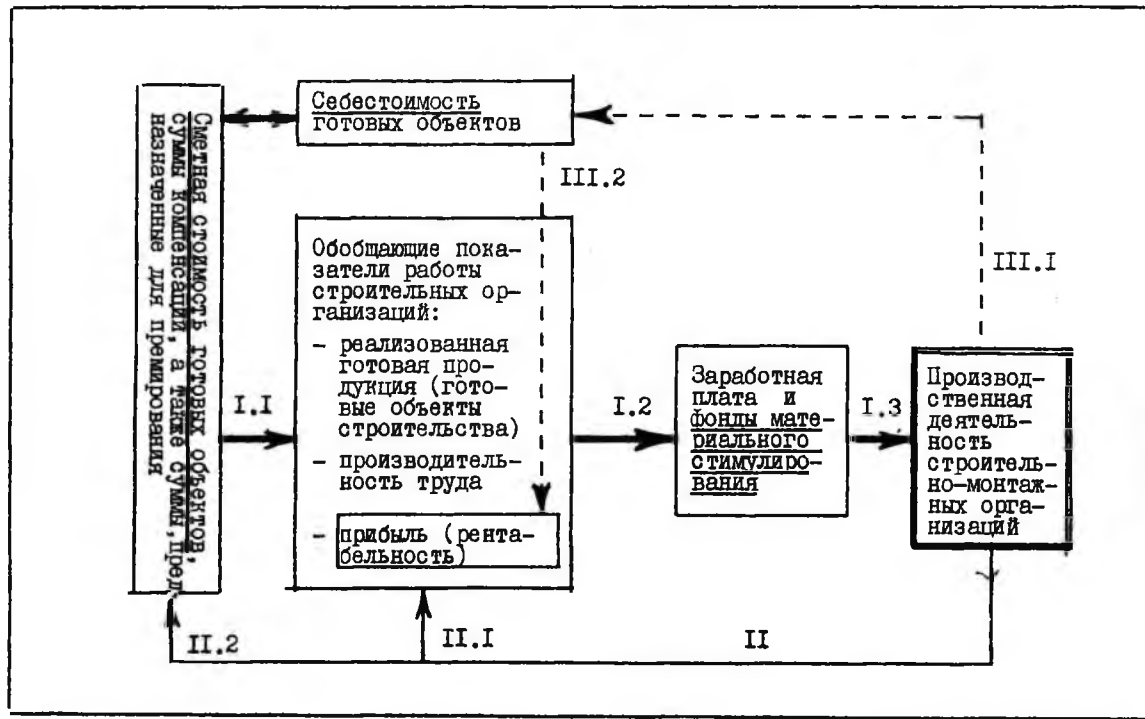 Сметная стоимость готовых объектов,
суммы компенсаций, а также суммы, пред
назначенные для премирования
Себестоимость
готовых объектов
III.2
III.I
Обобщающие пока-
затели работы
строительных ор-
ганизаций:
- реализованная
готовая про-
дукция (гото-
вые объекты
строительства)
- производитель-
ность труда
- прибыль (рента-
бельность)
I.I
I.2
Заработная
плата и
фонды мате-
риального
стимулиро-
вания
I.3
Производ-
ственная
деятель-
ность
строитель-
но-монтаж-
ных орга-
низаций
II.2
II.I
II